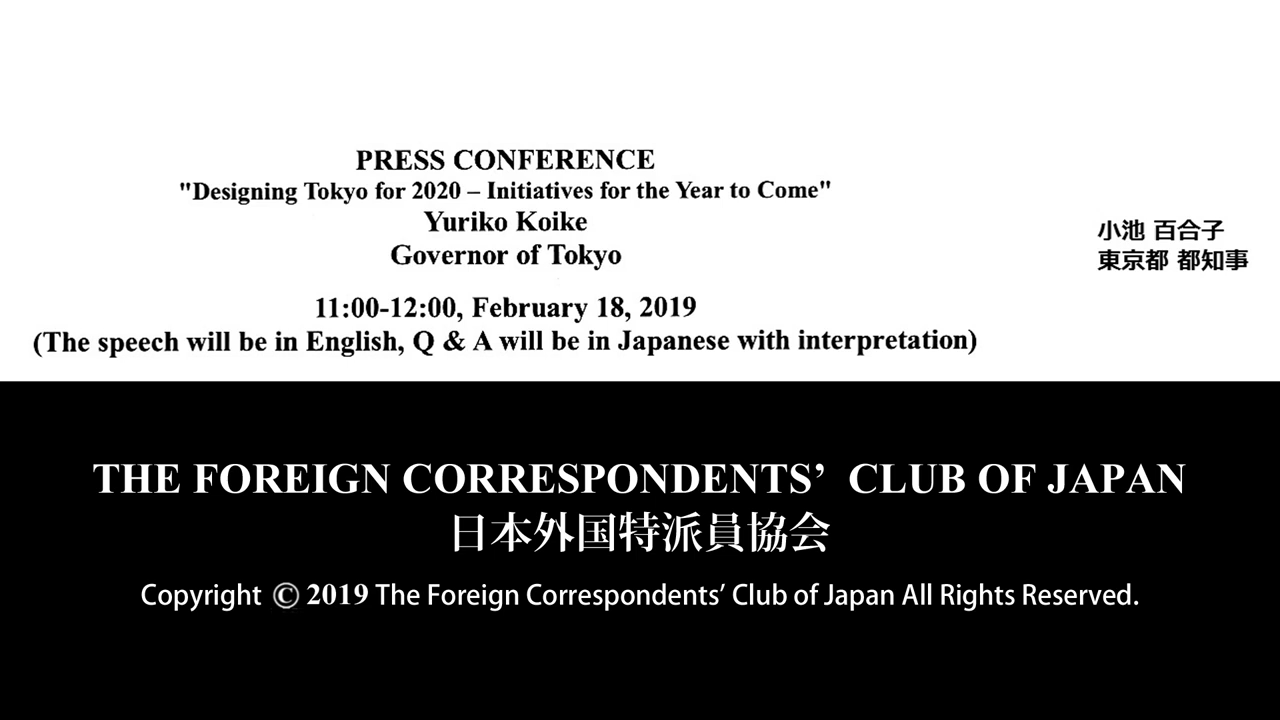 PRESS CONFERENCE
"Designing Tokyo for 2020 – Initiatives for the Year to Come"
Yuriko Koike
Governor of Tokyo
小池 百合子
東京都 都知事
11:00-12:00, February 18, 2019
(The speech will be in English, Q & A will be in Japanese with interpretation)
THE FOREIGN CORRESPONDENTS’ CLUB OF JAPAN
日本外国特派員協会
Copyright © 2019 The Foreign Correspondents’ Club of Japan All Rights Reserved.